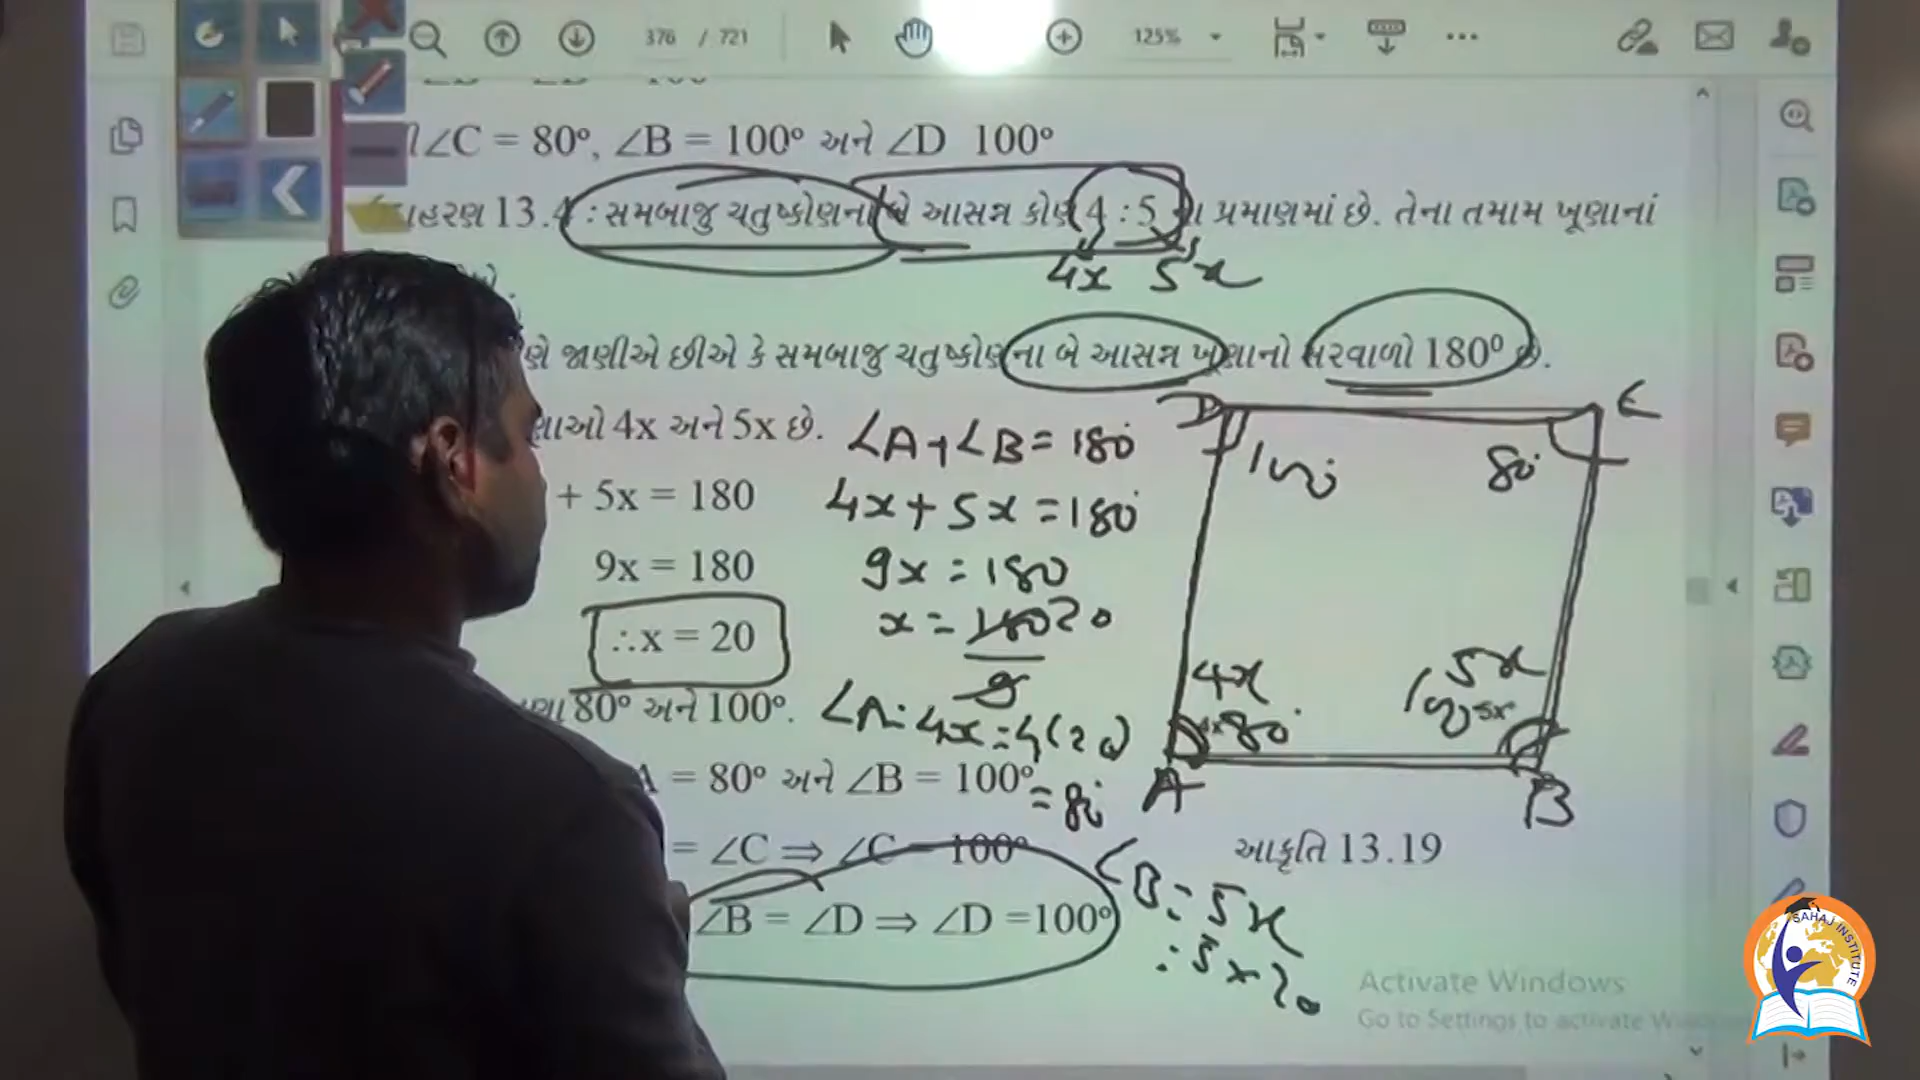 376 / 721
125%
∠C = 80°, ∠B = 100° અને ∠D 100°
હરણ 13.4 : સમબાજુ ચતુષ્કોણના બે આસન્ન કોણ 4 : 5 ના પ્રમાણમાં છે. તેના તમામ ખૂણાનાં
4x 5x
ણે જાણીએ છીએ કે સમબાજુ ચતુષ્કોણના બે આસન્ન ખૂણાનો સરવાળો 180° છે.
D
100°
80°
ણાઓ 4x અને 5x છે.
∠A + ∠B = 180°
+ 5x = 180
4x + 5x = 180°
9x = 180
9x = 180
∴x = 20
x = 180 20
9
4x
5x
80°
100
5x
ણા 80° અને 100°.
∠A = 4x = 4(20)
= 80°
A = 80° અને ∠B = 100°
A
B
= ∠C ⇒ ∠C = 100°
આકૃતિ 13.19
∠B = ∠D ⇒ ∠D =100°
∠B = 5x
= 5×20
Activate Windows
Go to Settings to activate
SAHAJ INSTITUTE